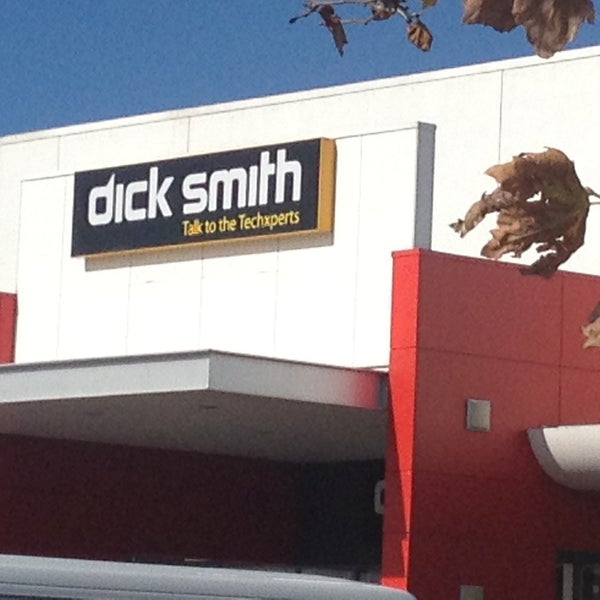 dick smith
Talk to the Techxperts